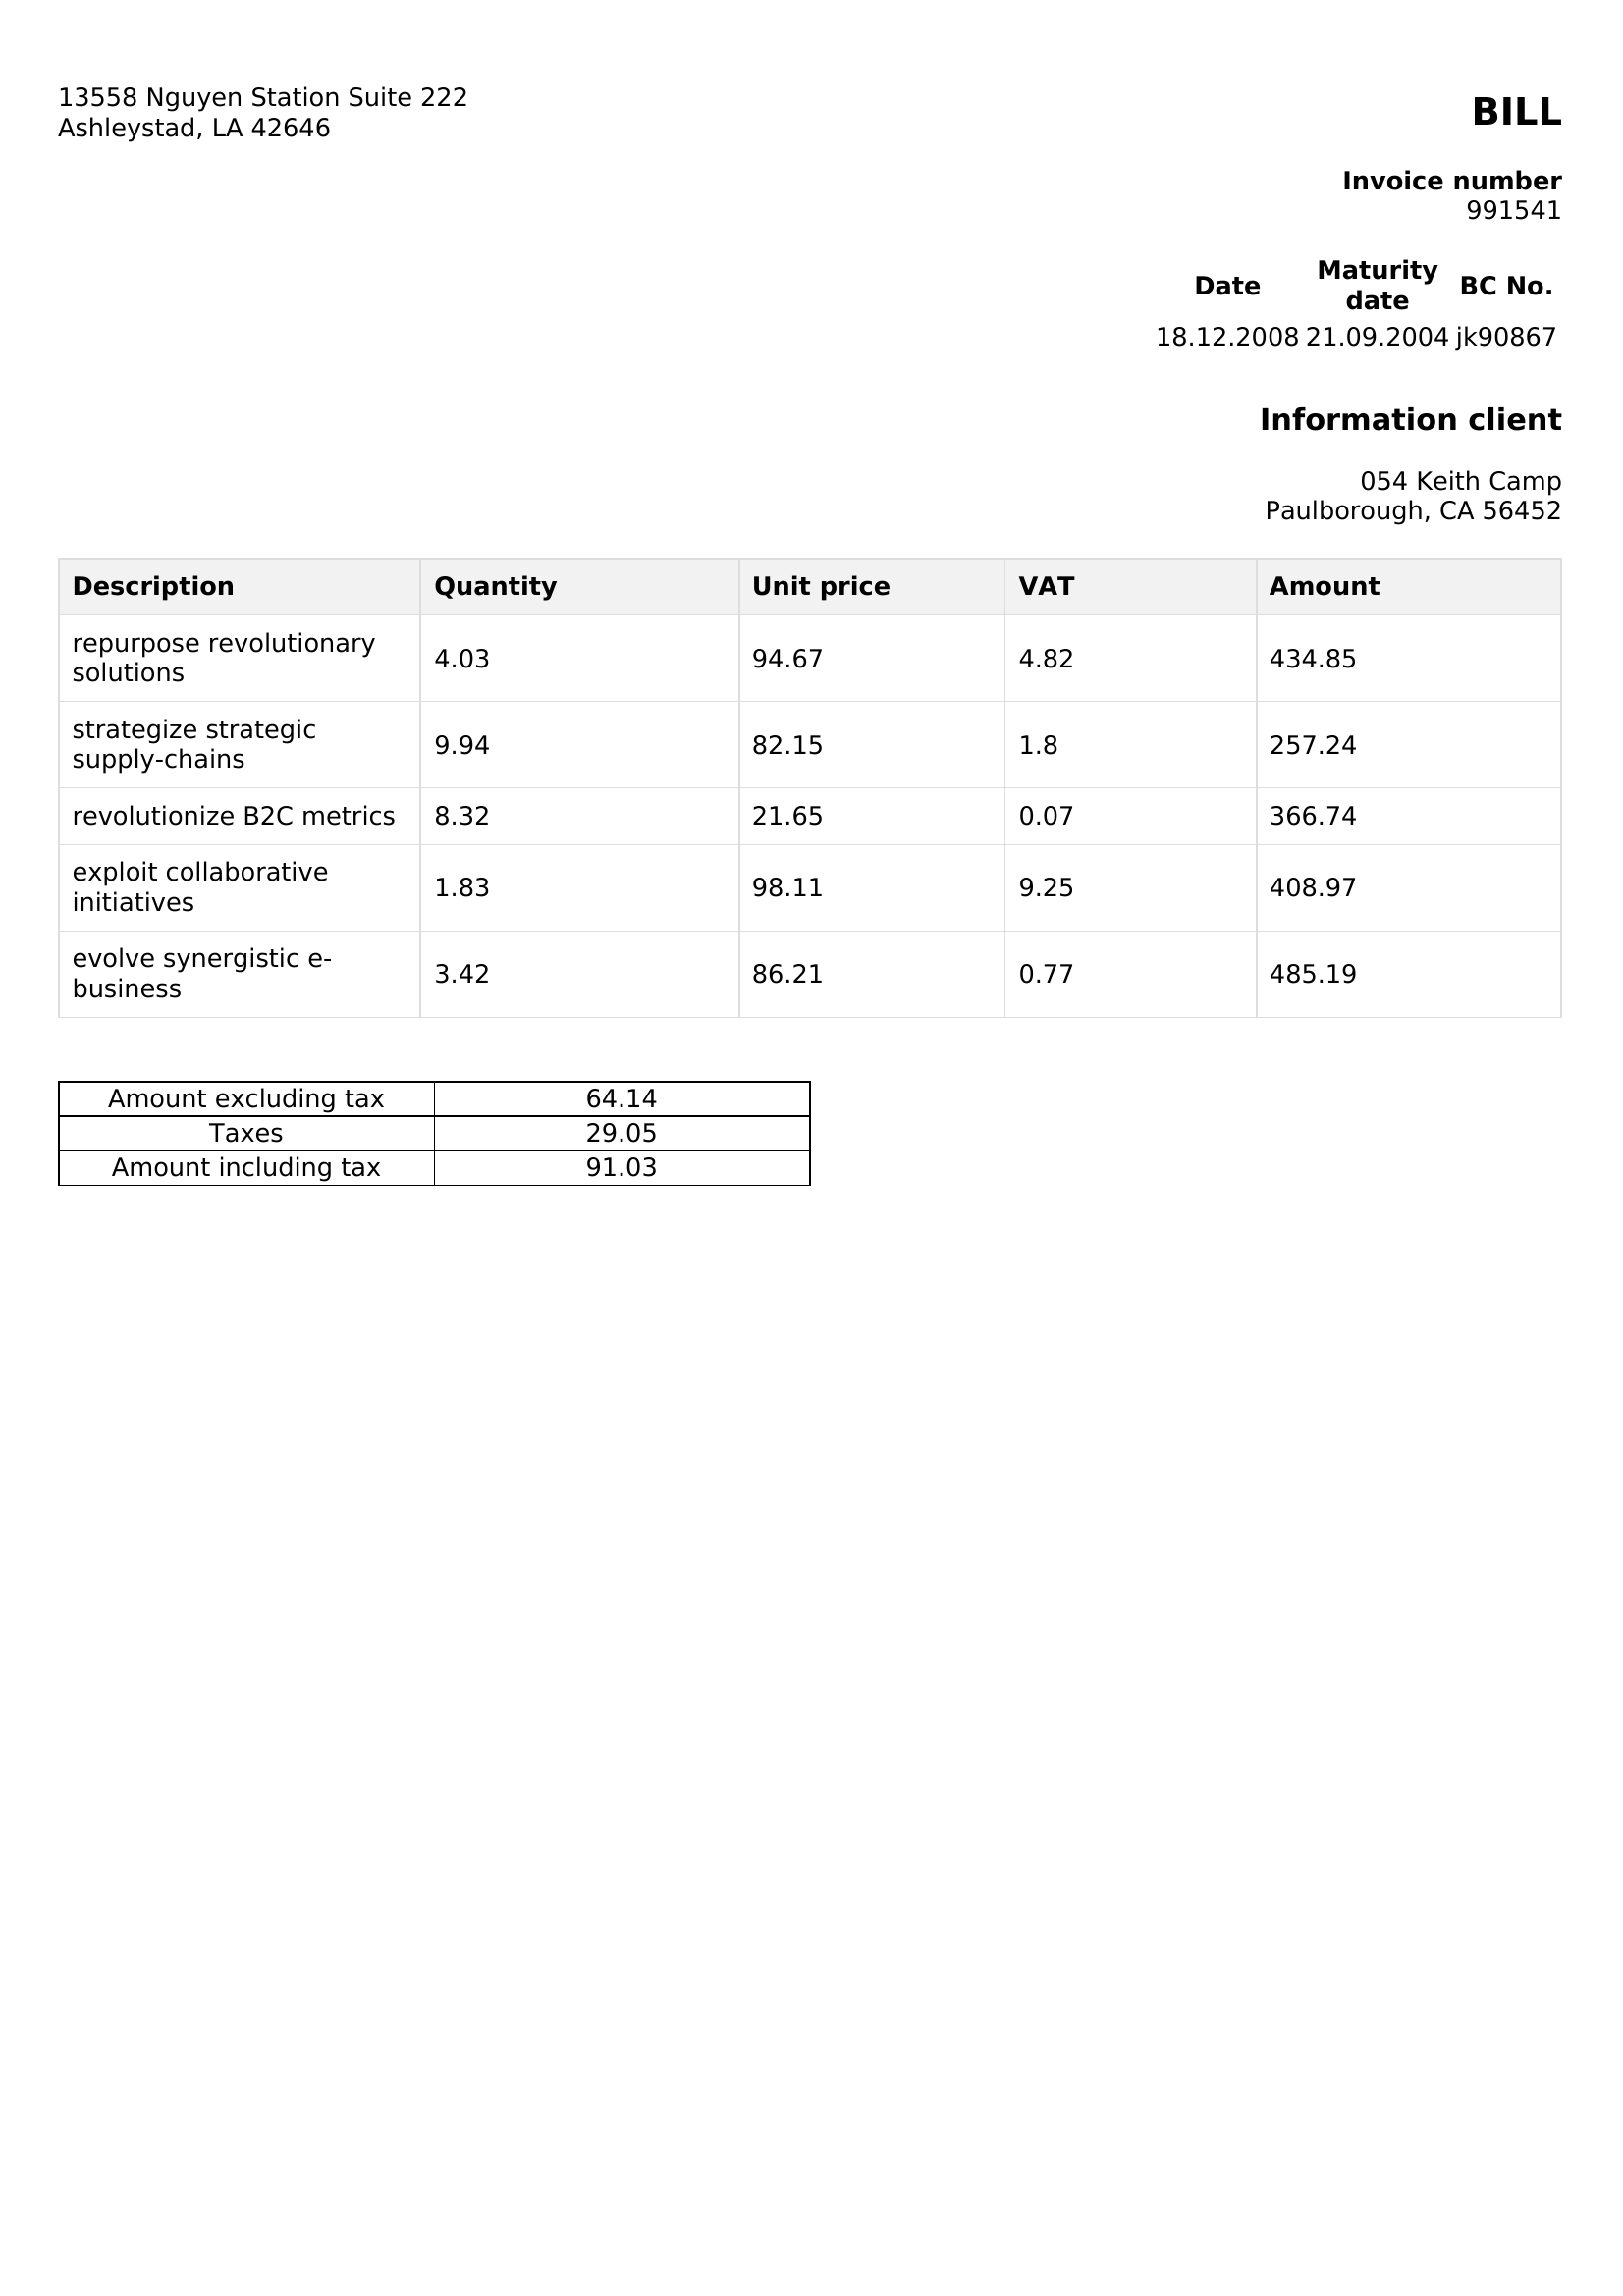 13558 Nguyen Station Suite 222
Ashleystad, LA 42646
BILL
Invoice number
991541
Date Maturity date BC No.
18.12.2008 21.09.2004 jk90867
Information client
054 Keith Camp
Paulborough, CA 56452
Description Quantity Unit price VAT Amount
repurpose revolutionary
solutions 4.03 94.67 4.82 434.85
strategize strategic
supply-chains 9.94 82.15 1.8 257.24
revolutionize B2C metrics 8.32 21.65 0.07 366.74
exploit collaborative
initiatives 1.83 98.11 9.25 408.97
evolve synergistic e-
business 3.42 86.21 0.77 485.19
Amount excluding tax 64.14
Taxes 29.05
Amount including tax 91.03